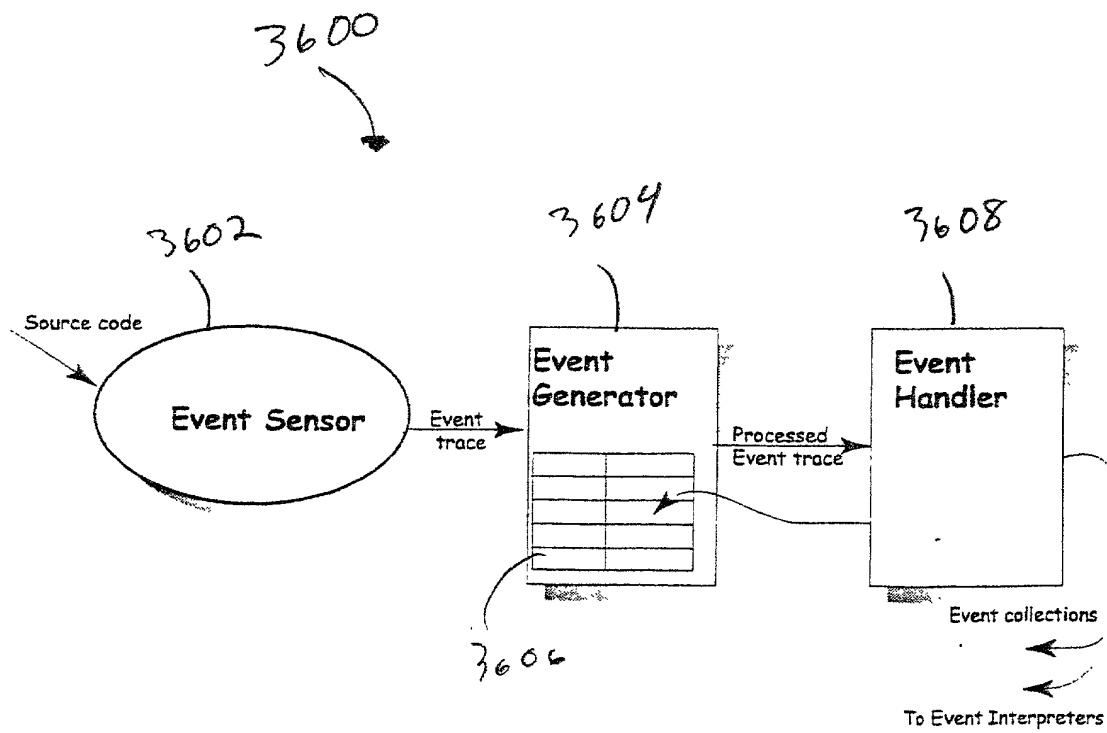 3600
3602
3604
3608
Source code
Event Sensor
Event
trace
Event
Generator
Processed
Event trace
Event
Handler
3606
Event collections
To Event Interpreters